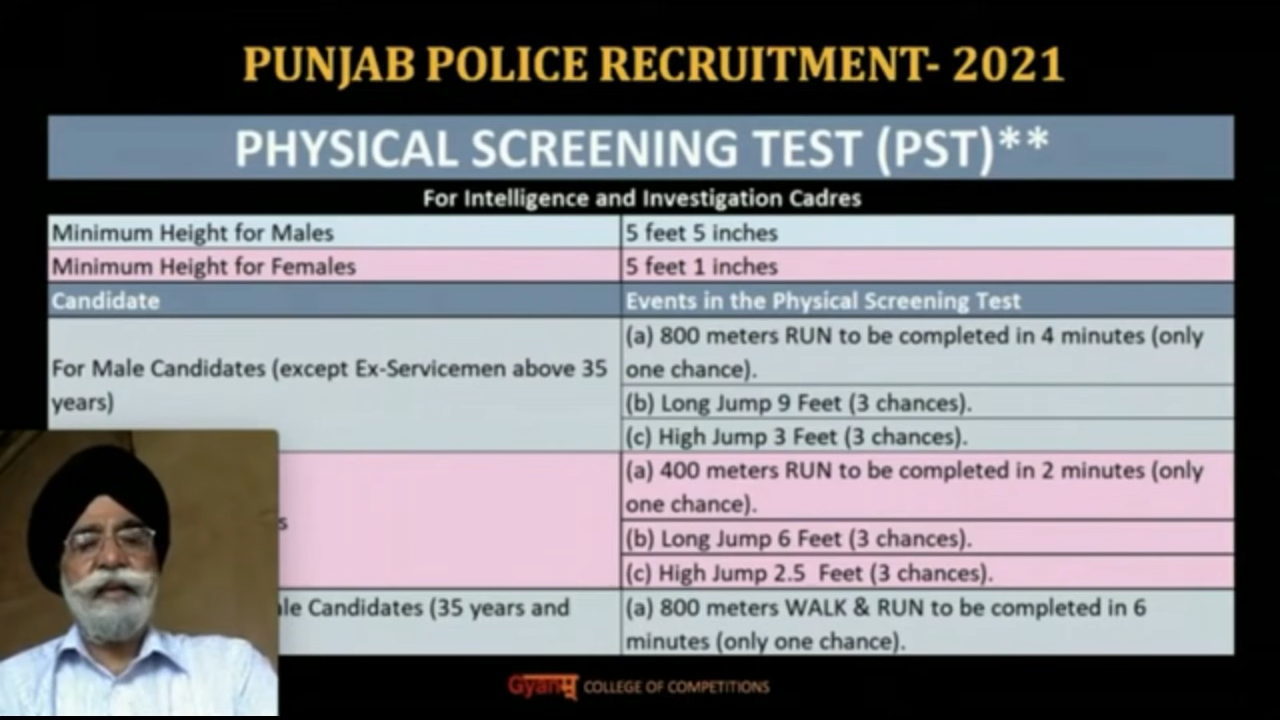 PUNJAB POLICE RECRUITMENT- 2021
PHYSICAL SCREENING TEST (PST)**
For Intelligence and Investigation Cadres
Minimum Height for Males
5 feet 5 inches
Minimum Height for Females
5 feet 1 inches
Candidate
Events in the Physical Screening Test
For Male Candidates (except Ex-Servicemen above 35
years)
(a) 800 meters RUN to be completed in 4 minutes (only
one chance).
(b) Long Jump 9 Feet (3 chances).
(c) High Jump 3 Feet (3 chances).
s
(a) 400 meters RUN to be completed in 2 minutes (only
one chance).
(b) Long Jump 6 Feet (3 chances).
(c) High Jump 2.5 Feet (3 chances).
le Candidates (35 years and
(a) 800 meters WALK & RUN to be completed in 6
minutes (only one chance).
COLLEGE OF COMPETITIONS